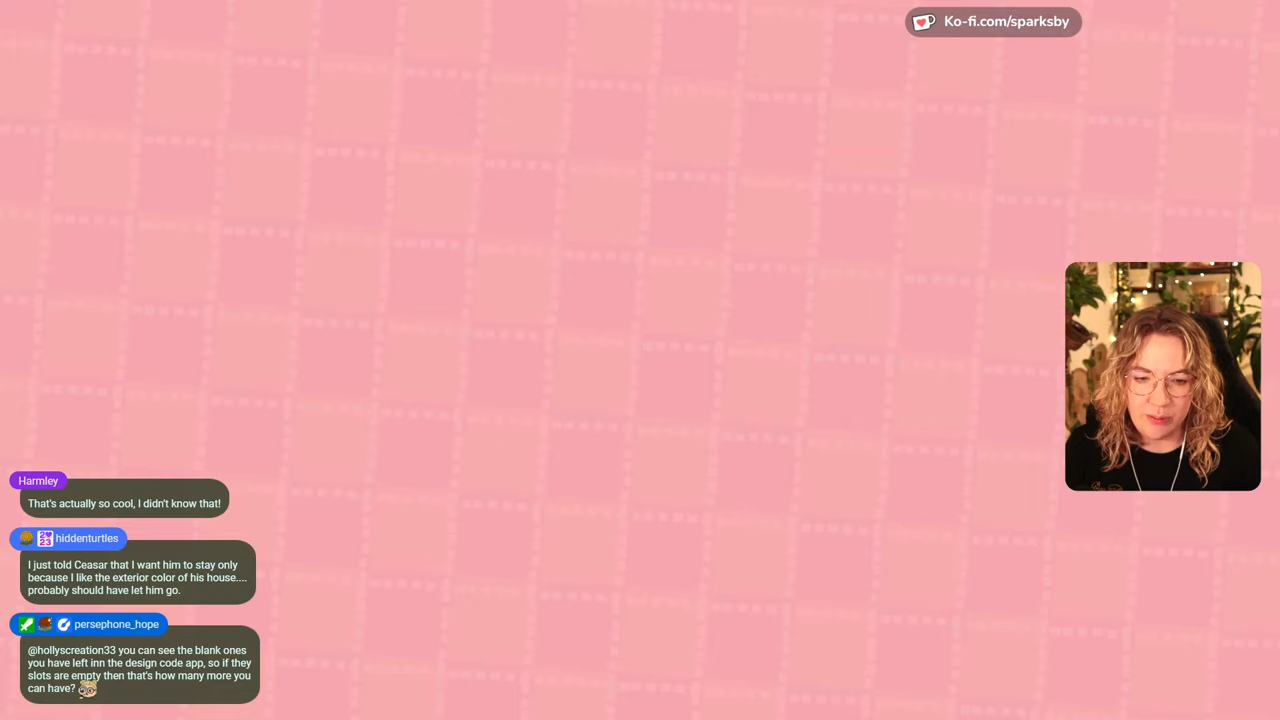 Ko-fi.com/sparksby
Harmley
That's actually so cool, I didn't know that!
hiddenturtles
I just told Ceasar that I want him to stay only
because I like the exterior color of his house....
probably should have let him go.
persephone_hope
@hollyscreation33 you can see the blank ones
you have left inn the design code app, so if they
slots are empty then that's how many more you
can have?